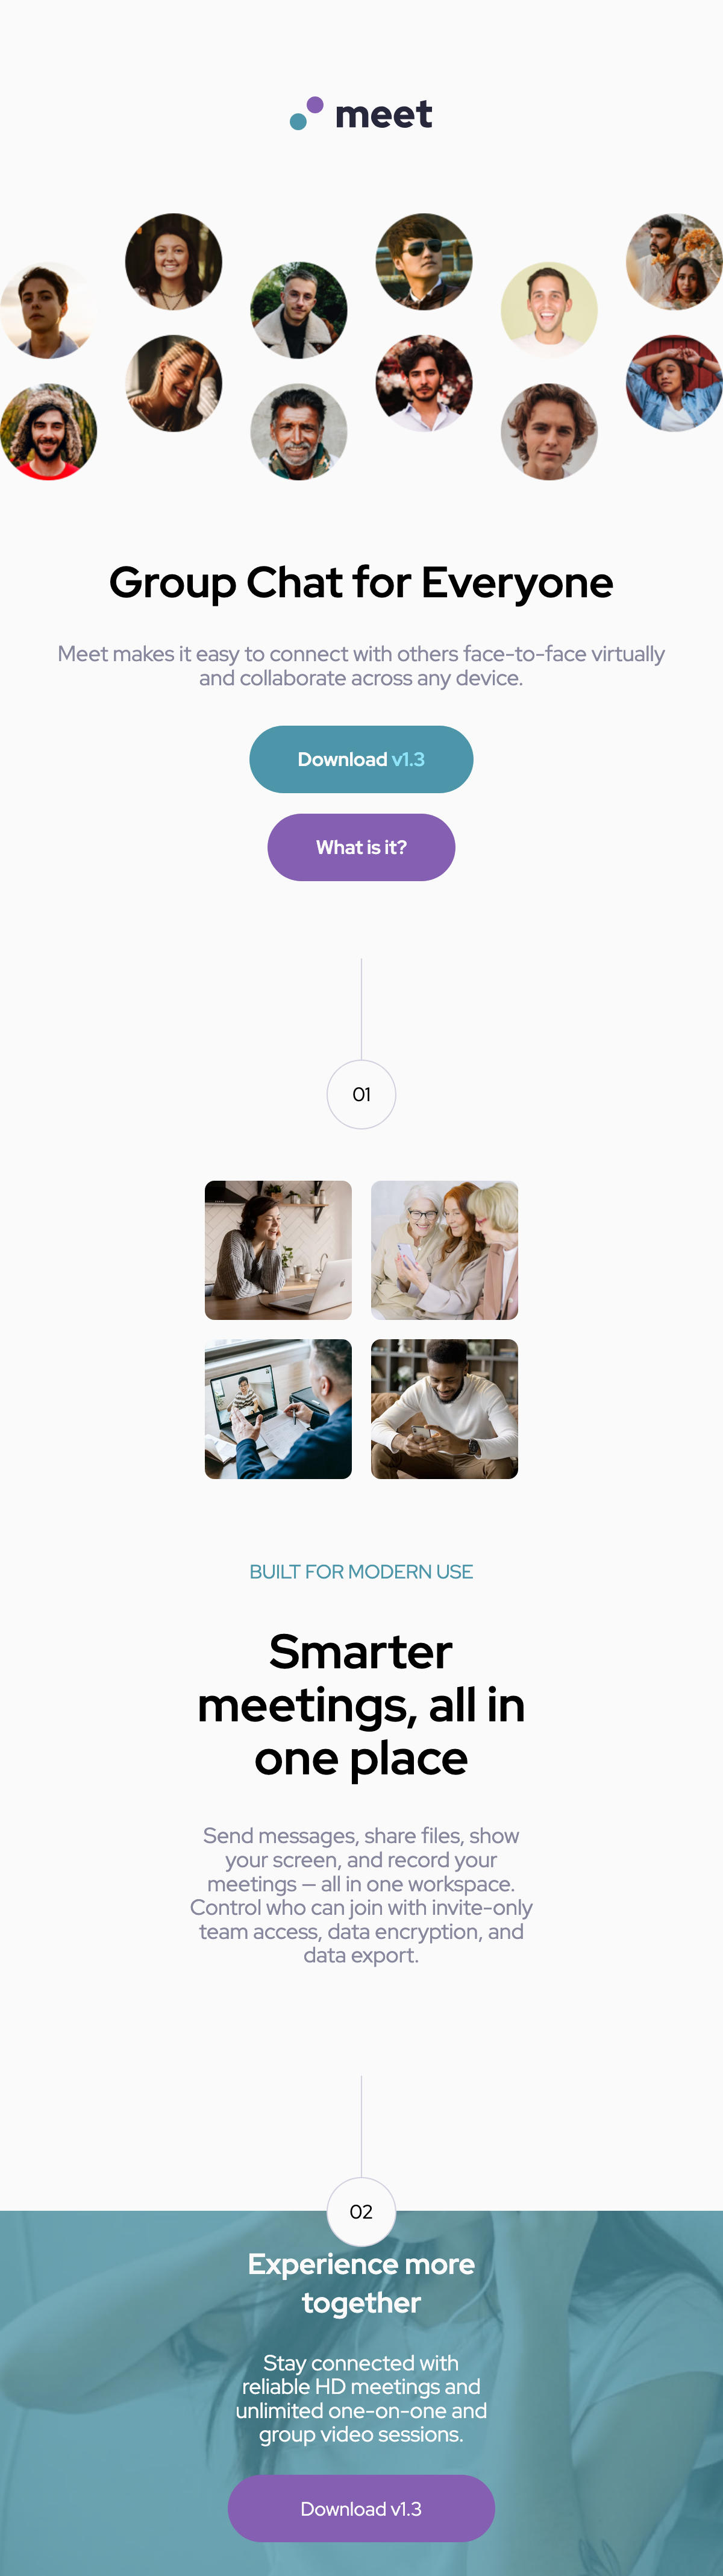 meet
Group Chat for Everyone
Meet makes it easy to connect with others face-to-face virtually
and collaborate across any device.
Download v1.3
What is it?
01
BUILT FOR MODERN USE
Smarter
meetings, all in
one place
Send messages, share files, show
your screen, and record your
meetings — all in one workspace.
Control who can join with invite-only
team access, data encryption, and
data export.
02
Experience more
together
Stay connected with
reliable HD meetings and
unlimited one-on-one and
group video sessions.
Download v1.3